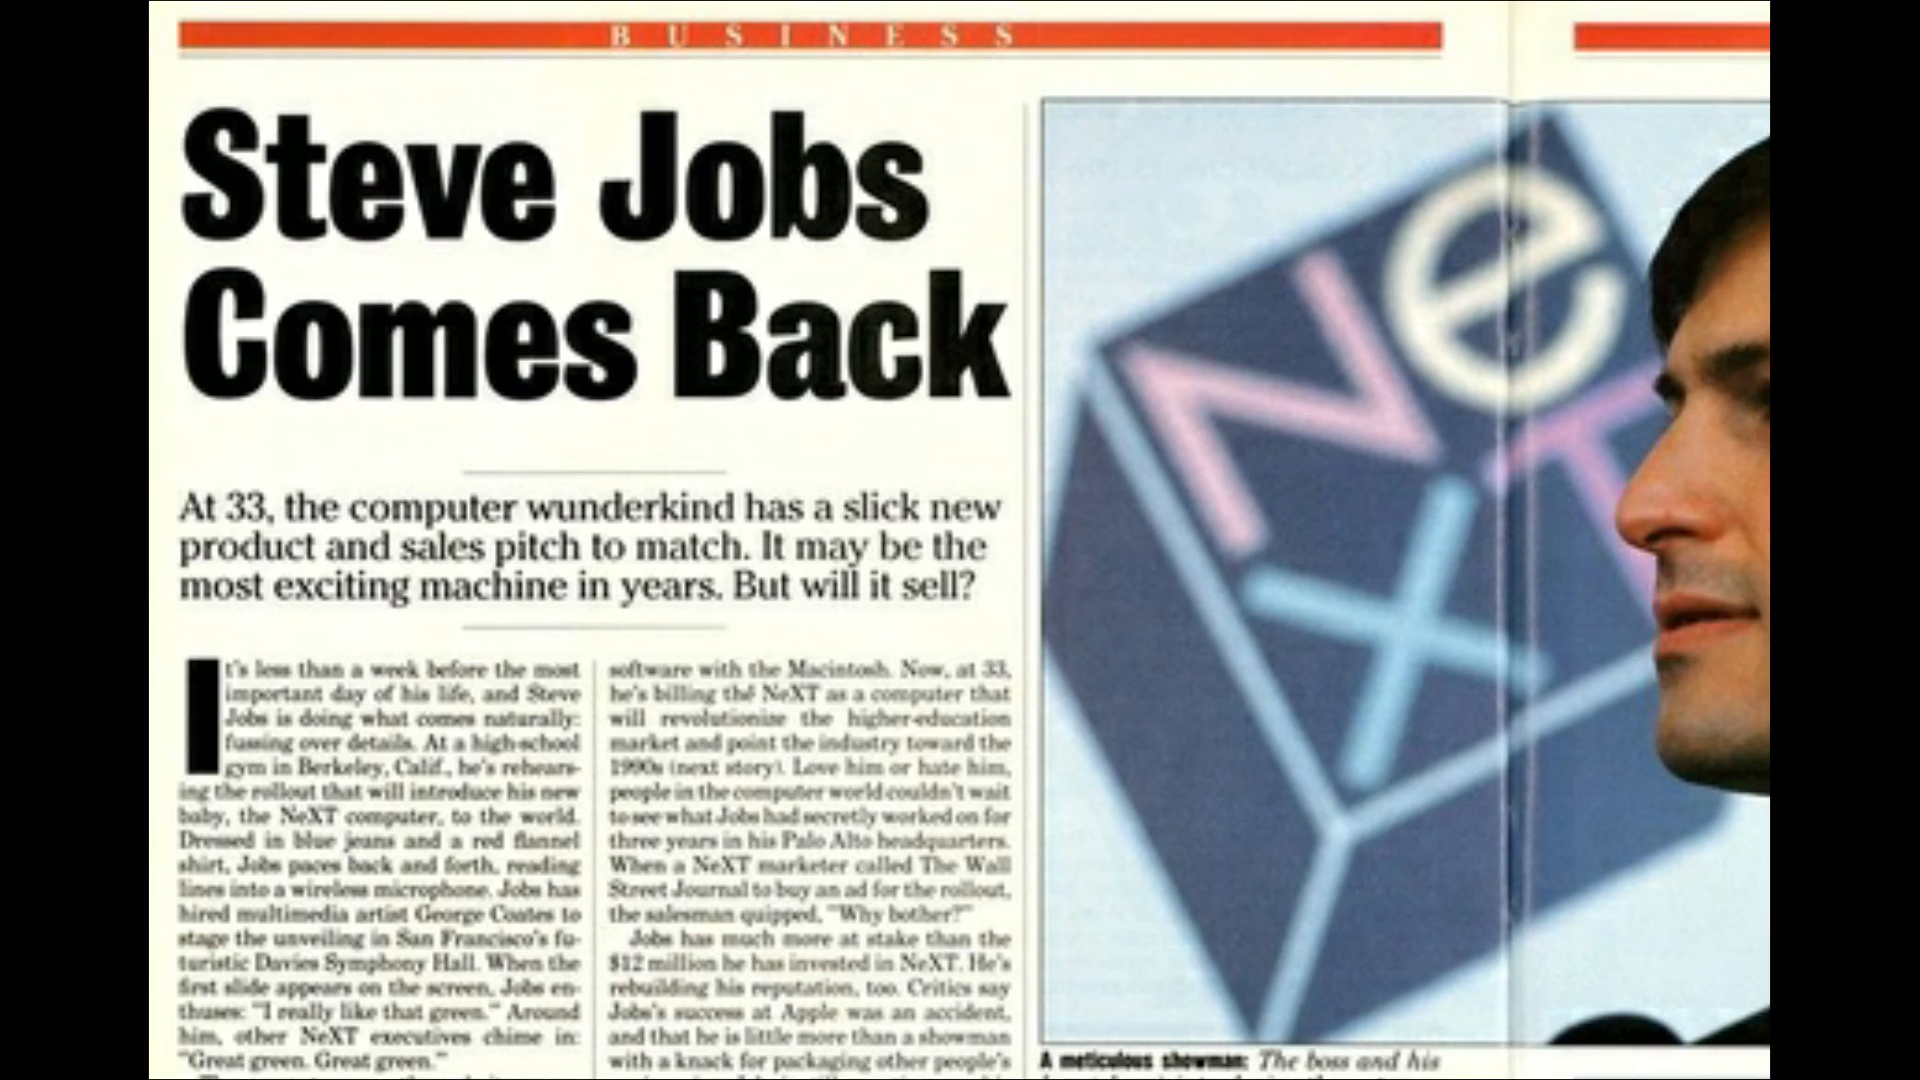 BUSINESS
Steve Jobs
Comes Back
At 33, the computer wunderkind has a slick new
product and sales pitch to match. It may be the
most exciting machine in years. But will it sell?
It's less than a week before the most
important day of his life, and Steve
Jobs is doing what comes naturally:
fussing over details. At a high-school
gym in Berkeley, Calif., he's rehears-
ing the rollout that will introduce his new
baby, the NeXT computer, to the world.
Dressed in blue jeans and a red flannel
shirt, Jobs paces back and forth, reading
lines into a wireless microphone. Jobs has
hired multimedia artist George Coates to
stage the unveiling in San Francisco's fu-
turistic Davies Symphony Hall. When the
first slide appears on the screen, Jobs en-
thuses: "I really like that green." Around
him, other NeXT executives chime in:
"Great green. Great green."
software with the Macintosh. Now, at 33,
he's billing the NeXT as a computer that
will revolutionize the higher-education
market and point the industry toward the
1990s (next story). Love him or hate him,
people in the computer world couldn't wait
to see what Jobs had secretly worked on for
three years in his Palo Alto headquarters.
When a NeXT marketer called The Wall
Street Journal to buy an ad for the rollout,
the salesman quipped, "Why bother?"
Jobs has much more at stake than the
$12 million he has invested in NeXT. He's
rebuilding his reputation, too. Critics say
Jobs's success at Apple was an accident,
and that he is little more than a showman
with a knack for packaging other people's
NeXT
A meticulous showman: The boss and his